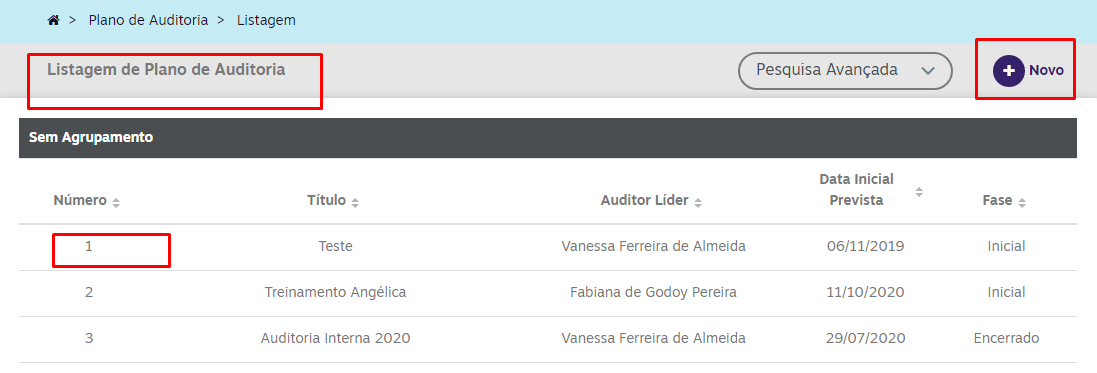 > Plano de Auditoria > Listagem
Listagem de Plano de Auditoria Pesquisa Avançada Novo
Sem Agrupamento
Número Título Auditor Líder Data Inicial Prevista Fase
1 Teste Vanessa Ferreira de Almeida 06/11/2019 Inicial
2 Treinamento Angélica Fabiana de Godoy Pereira 11/10/2020 Inicial
3 Auditoria Interna 2020 Vanessa Ferreira de Almeida 29/07/2020 Encerrado